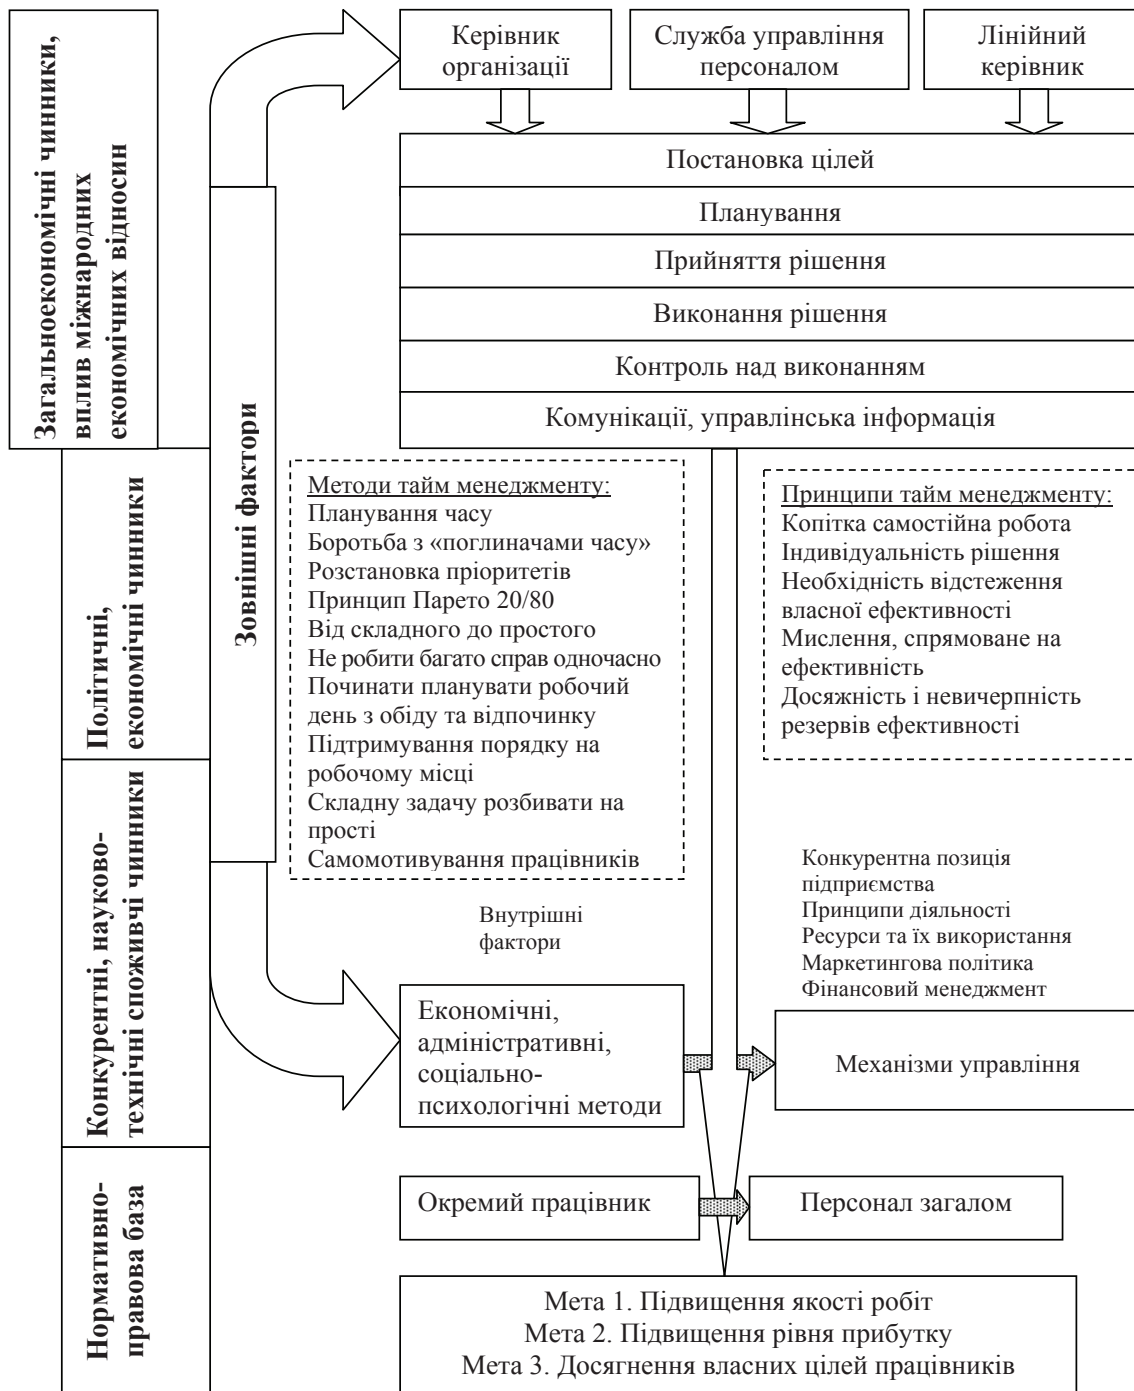 Загальноекономічні чинники,
вплив міжнародних
економічних відносин
Політичні,
економічні чинники
Конкурентні, науково-
технічні споживчі чинники
Нормативно-
правова база
Зовнішні фактори
Керівник
організації
Служба управління
персоналом
Лінійний
керівник
Постановка цілей
Планування
Прийняття рішення
Виконання рішення
Контроль над виконанням
Комунікації, управлінська інформація
Методи тайм менеджменту:
Планування часу
Боротьба з «поглиначами часу»
Розстановка пріоритетів
Принцип Парето 20/80
Від складного до простого
Не робити багато справ одночасно
Починати планувати робочий
день з обіду та відпочинку
Підтримування порядку на
робочому місці
Складну задачу розбивати на
прості
Самомотивування працівників
Принципи тайм менеджменту:
Копітка самостійна робота
Індивідуальність рішення
Необхідність відстеження
власної ефективності
Мислення, спрямоване на
ефективність
Досяжність і невичерпність
резервів ефективності
Внутрішні
фактори
Конкурентна позиція
підприємства
Принципи діяльності
Ресурси та їх використання
Маркетингова політика
Фінансовий менеджмент
Економічні,
адміністративні,
соціально-
психологічні методи
Механізми управління
Окремий працівник
Персонал загалом
Мета 1. Підвищення якості робіт
Мета 2. Підвищення рівня прибутку
Мета 3. Досягнення власних цілей працівників